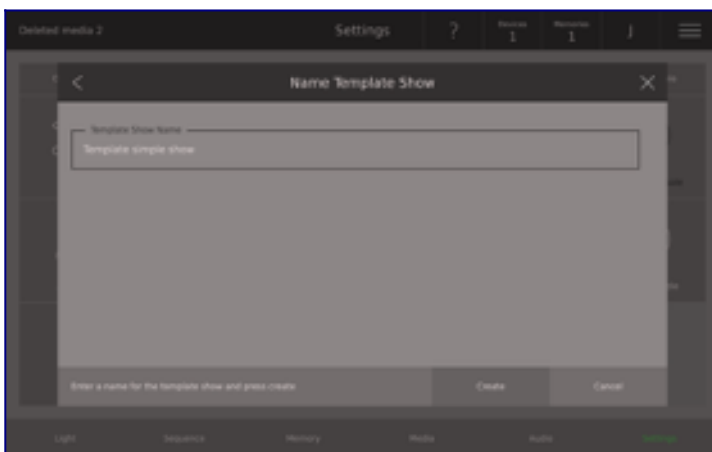 Deleted media 2
Settings
?
Devices
1
Memories
1
J
Name Template Show
Template Show Name
Template simple show
Enter a name for the template show and press create
Create
Cancel
Light
Sequence
Memory
Media
Audio
Settings